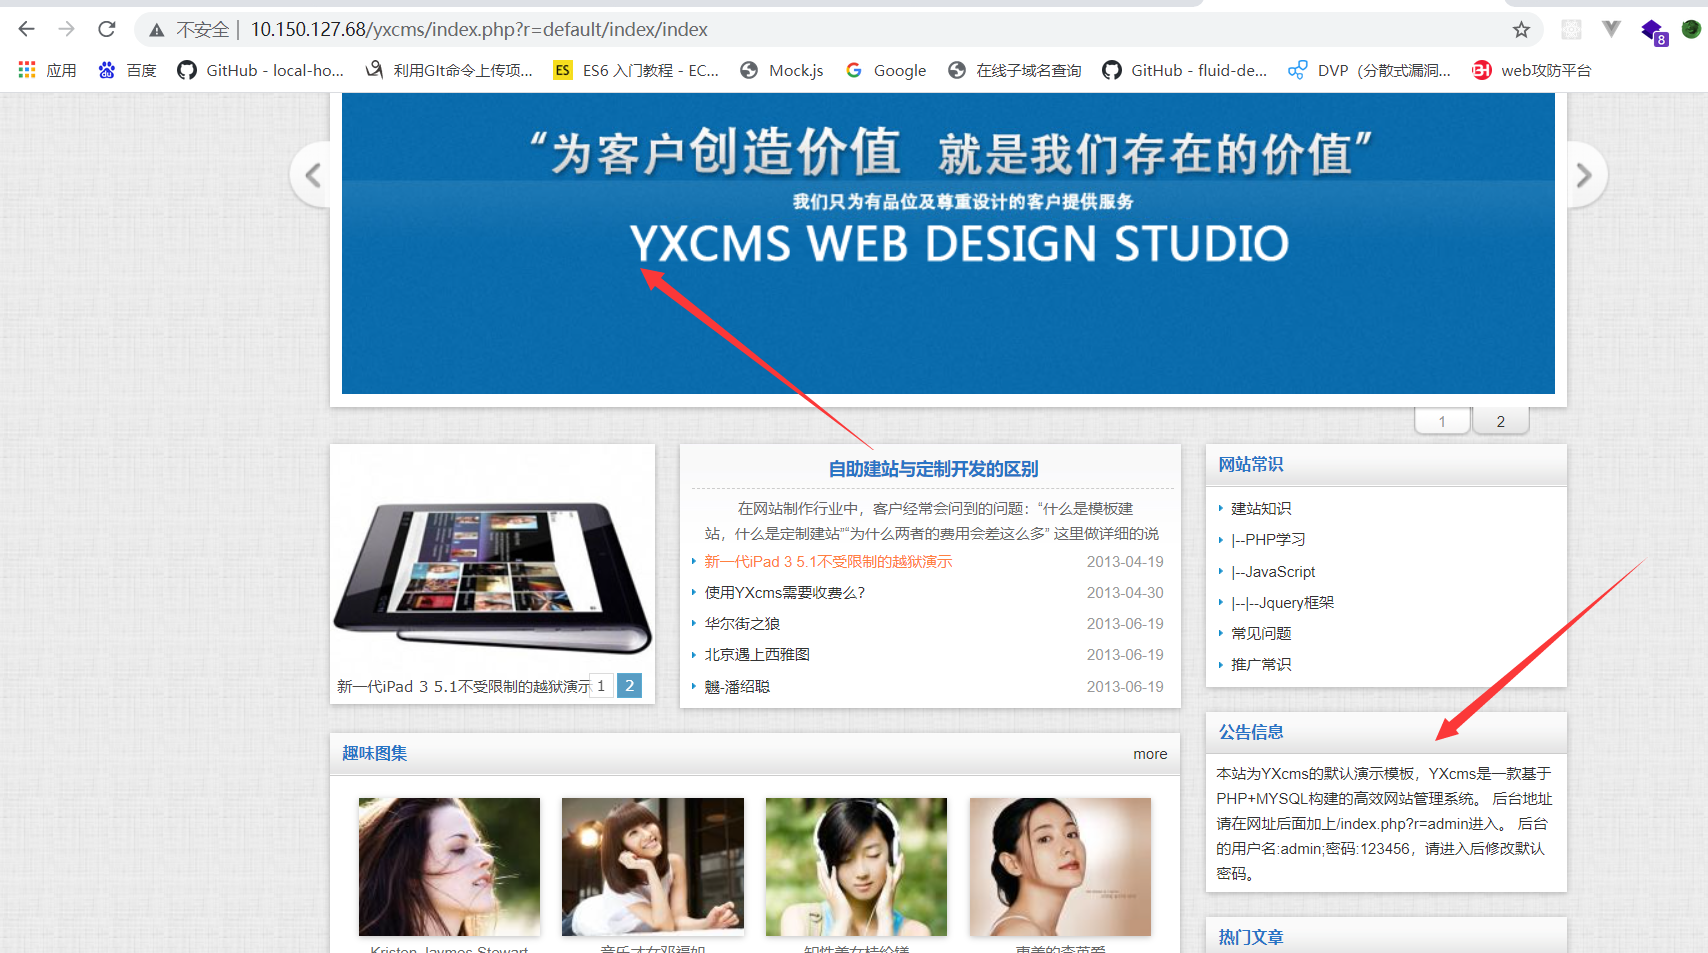 不安全 | 10.150.127.68/yxcms/index.php?r=default/index/index
8
应用 百度 GitHub - local-ho... 利用GIt命令上传项... ES ES6 入门教程 - EC... Mock.js Google 在线子域名查询 GitHub - fluid-de... DVP（分散式漏洞... web攻防平台
“为客户创造价值 就是我们存在的价值”
我们只为有品位及尊重设计的客户提供服务
YXCMS WEB DESIGN STUDIO
1 2
新一代iPad 3 5.1不受限制的越狱演示 1 2
自助建站与定制开发的区别
在网站制作行业中，客户经常会问到的问题：“什么是模板建
站，什么是定制建站”“为什么两者的费用会差这么多” 这里做详细的说
新一代iPad 3 5.1不受限制的越狱演示 2013-04-19
使用YXcms需要收费么? 2013-04-30
华尔街之狼 2013-06-19
北京遇上西雅图 2013-06-19
魑-潘绍聪 2013-06-19
网站常识
建站知识
|--PHP学习
|--JavaScript
|--|--Jquery框架
常见问题
推广常识
公告信息
本站为YXcms的默认演示模板，YXcms是一款基于
PHP+MYSQL构建的高效网站管理系统。 后台地址
请在网址后面加上/index.php?r=admin进入。 后台
的用户名:admin;密码:123456，请进入后修改默认
密码。
热门文章
趣味图集 more
Kristen Jaymes Stewart